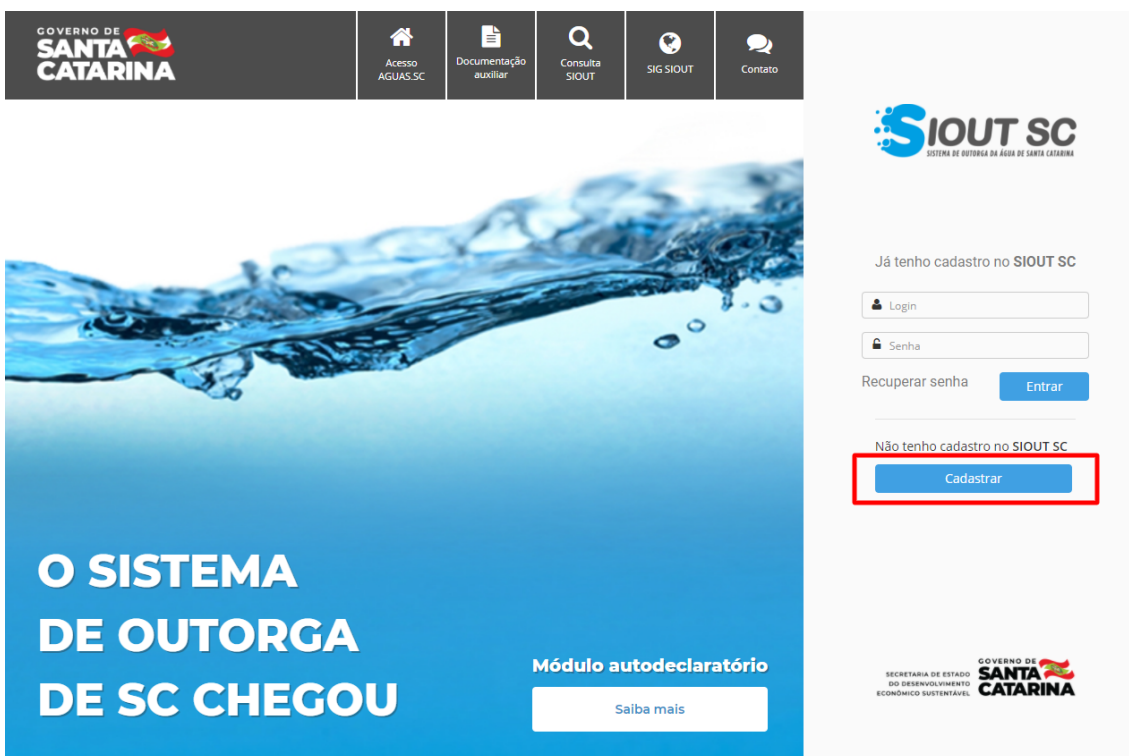 GOVERNO DE
SANTA
CATARINA
Acesso
AGUAS.SC
Documentação
auxiliar
Consulta
SIOUT
SIG SIOUT
Contato
SIOUT SC
SISTEMA DE OUTORGA DA ÁGUA DE SANTA CATARINA
Já tenho cadastro no SIOUT SC
Login
Senha
Recuperar senha
Entrar
Não tenho cadastro no SIOUT SC
Cadastrar
O SISTEMA
DE OUTORGA
DE SC CHEGOU
Módulo autodeclaratório
Saiba mais
SECRETARIA DE ESTADO
DO DESENVOLVIMENTO
ECONÔMICO SUSTENTÁVEL
GOVERNO DE
SANTA
CATARINA